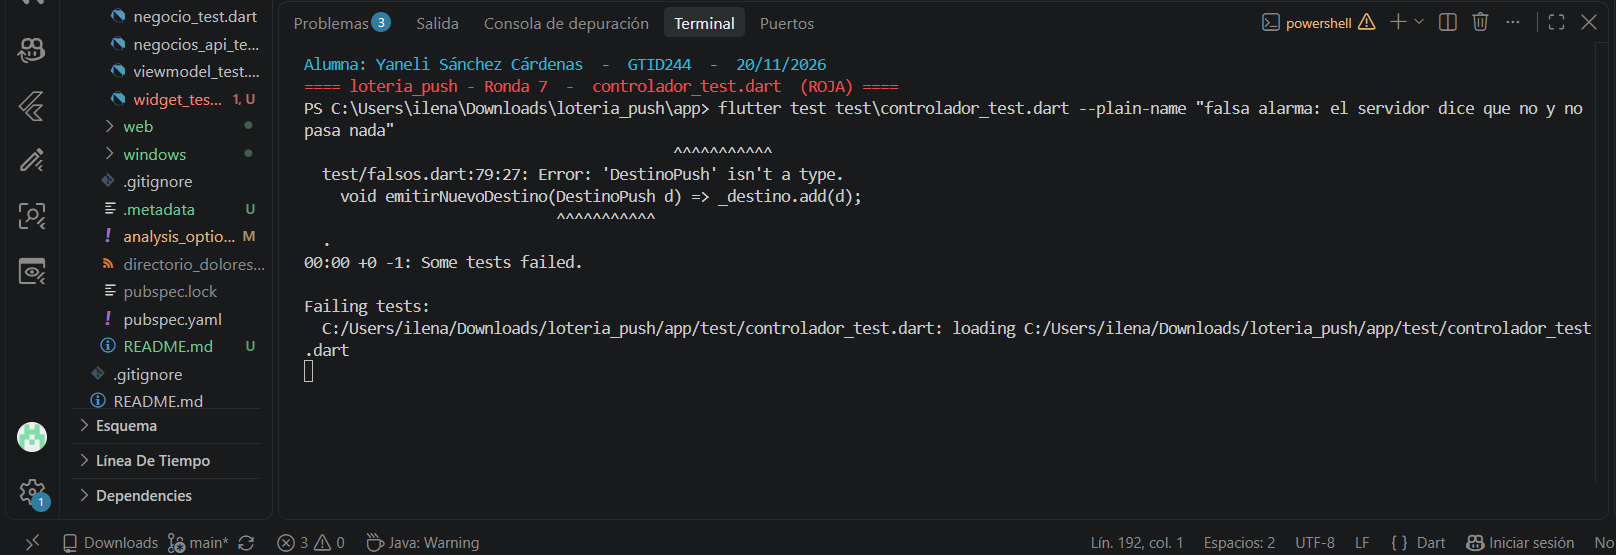 negocio_test.dart
negocios_api_te...
viewmodel_test....
widget_tes... 1, U
web
windows
.gitignore
.metadata U
analysis_optio... M
directorio_dolores...
pubspec.lock
pubspec.yaml
README.md U
.gitignore
README.md
Esquema
Línea De Tiempo
Dependencies
1
Problemas 3 Salida Consola de depuración Terminal Puertos
powershell
Alumna: Yaneli Sánchez Cárdenas - GTID244 - 20/11/2026
==== loteria_push - Ronda 7 - controlador_test.dart (ROJA) ====
PS C:\Users\ilena\Downloads\loteria_push\app> flutter test test\controlador_test.dart --plain-name "falsa alarma: el servidor dice que no y no
pasa nada"
^^^^^^^^^^^
test/falsos.dart:79:27: Error: 'DestinoPush' isn't a type.
void emitirNuevoDestino(DestinoPush d) => _destino.add(d);
^^^^^^^^^^^
.
00:00 +0 -1: Some tests failed.
Failing tests:
C:/Users/ilena/Downloads/loteria_push/app/test/controlador_test.dart: loading C:/Users/ilena/Downloads/loteria_push/app/test/controlador_test
.dart
Downloads main* 3 0 Java: Warning Lín. 192, col. 1 Espacios: 2 UTF-8 LF { } Dart Iniciar sesión No